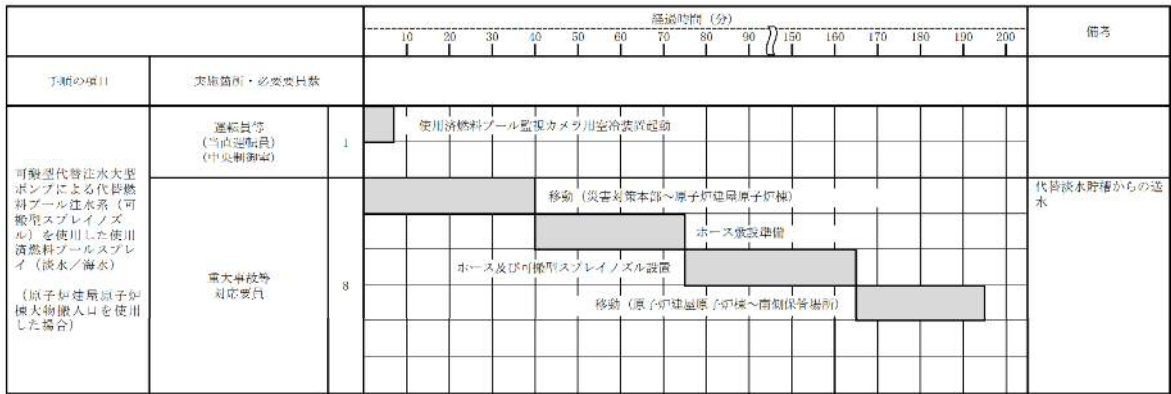 経過時間（分）
備考
10 20 30 40 50 60 70 80 90 150 160 170 180 190 200
手順の項目
実施箇所・必要要員数
可搬型代替注水大型
ポンプによる代替燃
料プール注水系（可
搬型スプレイノズ
ル）を使用した使用
済燃料プールスプレ
イ（淡水／海水）
（原子炉建屋原子炉
棟大物搬入口を使用
した場合）
運転員等
（当直運転員）
（中央制御室）
1
使用済燃料プール監視カメラ用空冷装置起動
重大事故等
対応要員
8
移動（災害対策本部～原子炉建屋原子炉棟）
ホース敷設準備
ホース及び可搬型スプレイノズル設置
移動（原子炉建屋原子炉棟～南側保管場所）
代替淡水貯槽からの送
水